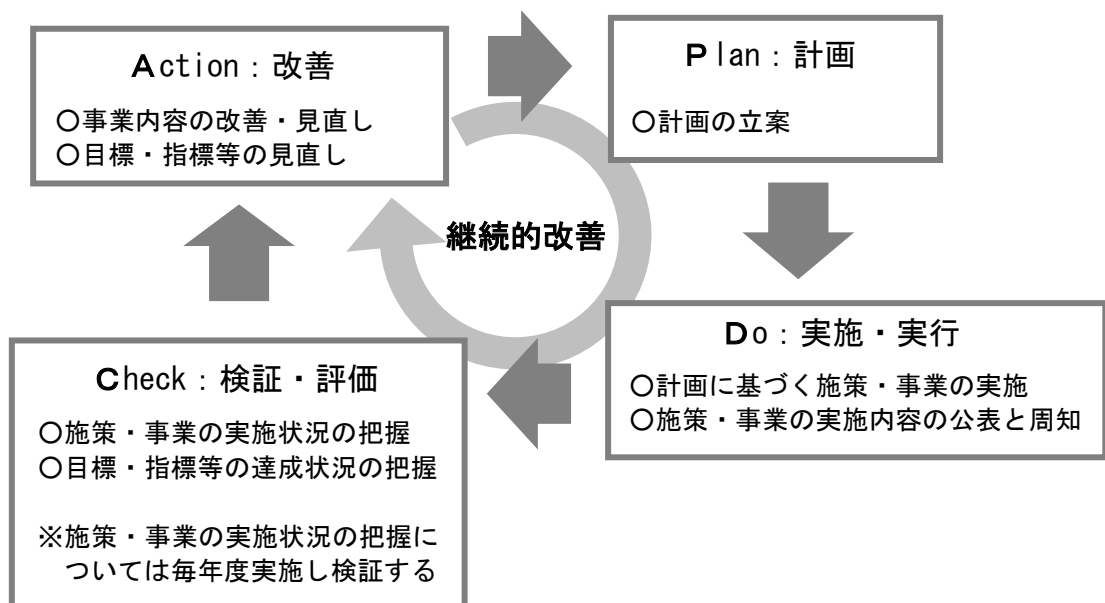 Action：改善
○事業内容の改善・見直し
○目標・指標等の見直し
Plan：計画
○計画の立案
継続的改善
Do：実施・実行
○計画に基づく施策・事業の実施
○施策・事業の実施内容の公表と周知
Check：検証・評価
○施策・事業の実施状況の把握
○目標・指標等の達成状況の把握
※施策・事業の実施状況の把握に
ついては毎年度実施し検証する